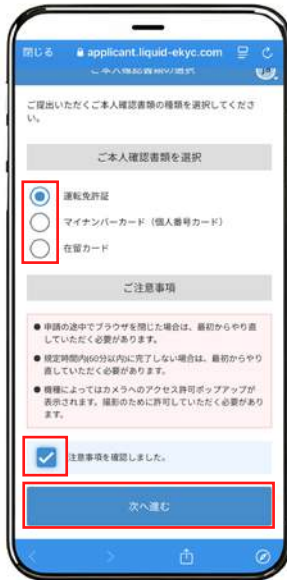 閉じる
applicant.liquid-ekyc.com
ご本人確認書類の選択
ご提出いただくご本人確認書類の種類を選択してくださ
い。
ご本人確認書類を選択
運転免許証
マイナンバーカード（個人番号カード）
在留カード
ご注意事項
● 申請の途中でブラウザを閉じた場合は、最初からやり直
していただく必要があります。
● 規定時間内(60分以内)に完了しない場合は、最初からやり
直していただく必要があります。
● 機種によってはカメラへのアクセス許可ポップアップが
表示されます。撮影のために許可していただく必要があり
ます。
注意事項を確認しました。
次へ進む